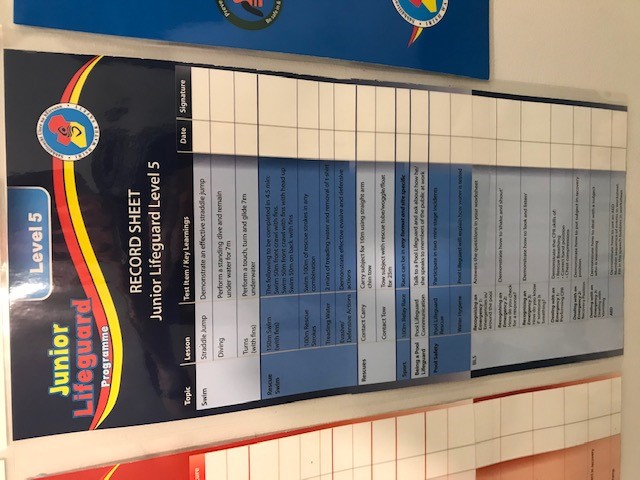 Level 5
Junior
Lifeguard
Programme
RECORD SHEET
Junior Lifeguard Level 5
Topic Lesson Test Item / Key Learnings Date Signature
Swim Straddle Jump Demonstrate an effective straddle jump
Diving Perform a standing dive and remain
under water for 7m
Turns Perform a touch, turn and glide 7m
(with fins) underwater
Rescue 150m Swim The following to be completed in 4.5 min:
Swim (with fins) Swim 50m front crawl with fins.
Swim 50m front crawl with fins with head up
Swim 50m on back with fins
100m Rescue Swim 100m of rescue strokes in any
Strokes combination
Treading Water 2 mins of treading water and removal of t-shirt
Evasive/ Demonstrate effective evasive and defensive
Defensive Actions actions
Rescues Contact Carry Carry subject for 10m using straight arm
chin tow
Contact Tow Tow subject with rescue tube/woggle/float
for 25m
Sport 100m Relay Race Race can be in any format and site specific
Being a Pool Pool Lifeguard Talk to a Pool Lifeguard and ask about how he/
Lifeguard Communication she speaks to members of the public at work
Pool Safety Pool Lifeguard Participate in two mini-stage incidents
Rescue
Water Hygiene Pool Lifeguard will explain how water is tested
BLS Recognising an Answers the questions in your worksheet
Emergency 1:
Emergencies in/
around the pool
Recognising an Demonstrate how to 'shake and shout'
Emergency 2:
How do you check
for a response?
Recognising an Demonstrate how to 'look and listen'
Emergency 3:
How do you know
if someone is
breathing?
Dealing with an Demonstrate the CPR skills of:
Emergency 1: - Rescue Breathing
Performing CPR - Correct hand position
- Chest compressions
Dealing with an Demonstrate how to put subject in recovery
Emergency 2: position
Recovery Position
Dealing with an Demonstrate how to deal with a subject
Emergency 3: who is vomiting
Dealing with
Vomiting
AED Demonstrate how to use an AED